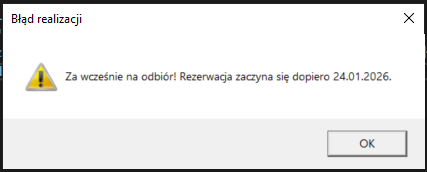 Błąd realizacji
Za wcześnie na odbiór! Rezerwacja zaczyna się dopiero 24.01.2026.
OK